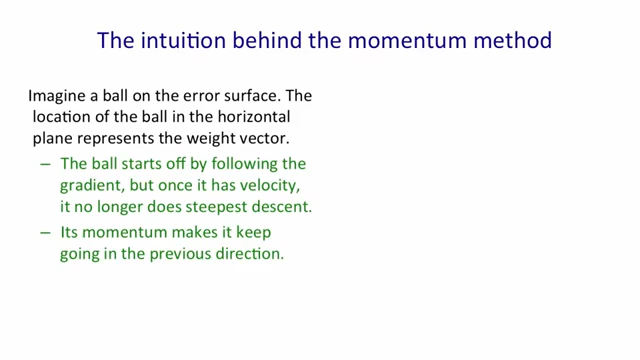 The intuition behind the momentum method
Imagine a ball on the error surface. The
location of the ball in the horizontal
plane represents the weight vector.
– The ball starts off by following the
gradient, but once it has velocity,
it no longer does steepest descent.
– Its momentum makes it keep
going in the previous direction.